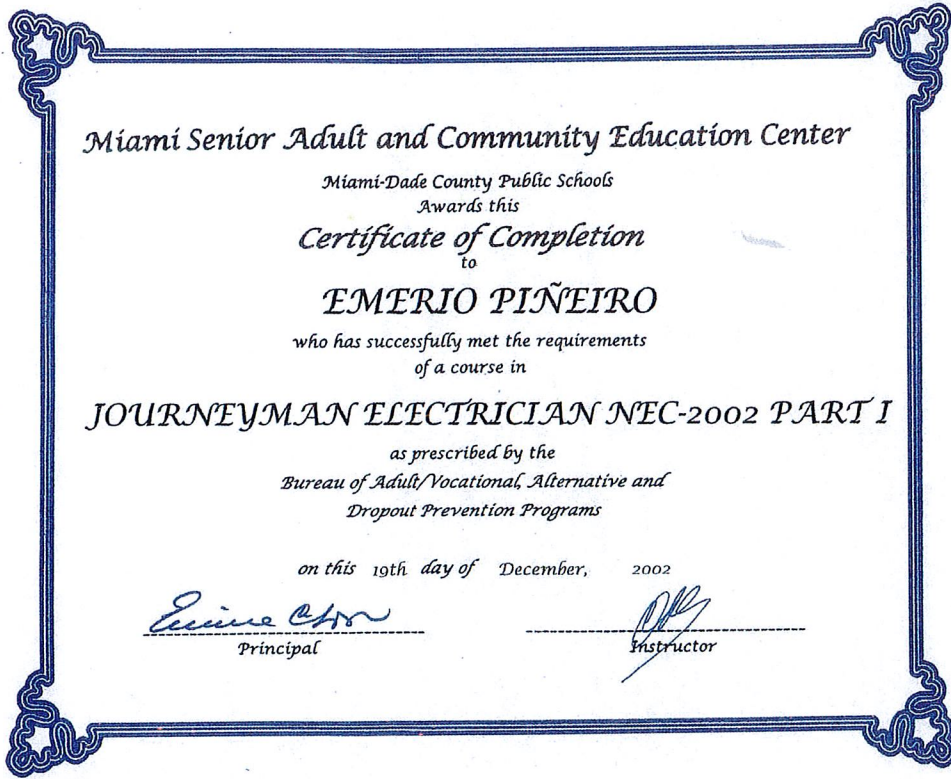 Miami Senior Adult and Community Education Center
Miami-Dade County Public Schools
Awards this
Certificate of Completion
to
EMERIO PIÑEIRO
who has successfully met the requirements
of a course in
JOURNEYMAN ELECTRICIAN NEC-2002 PART I
as prescribed by the
Bureau of Adult/Vocational, Alternative and
Dropout Prevention Programs
on this 19th day of December, 2002
Principal Instructor